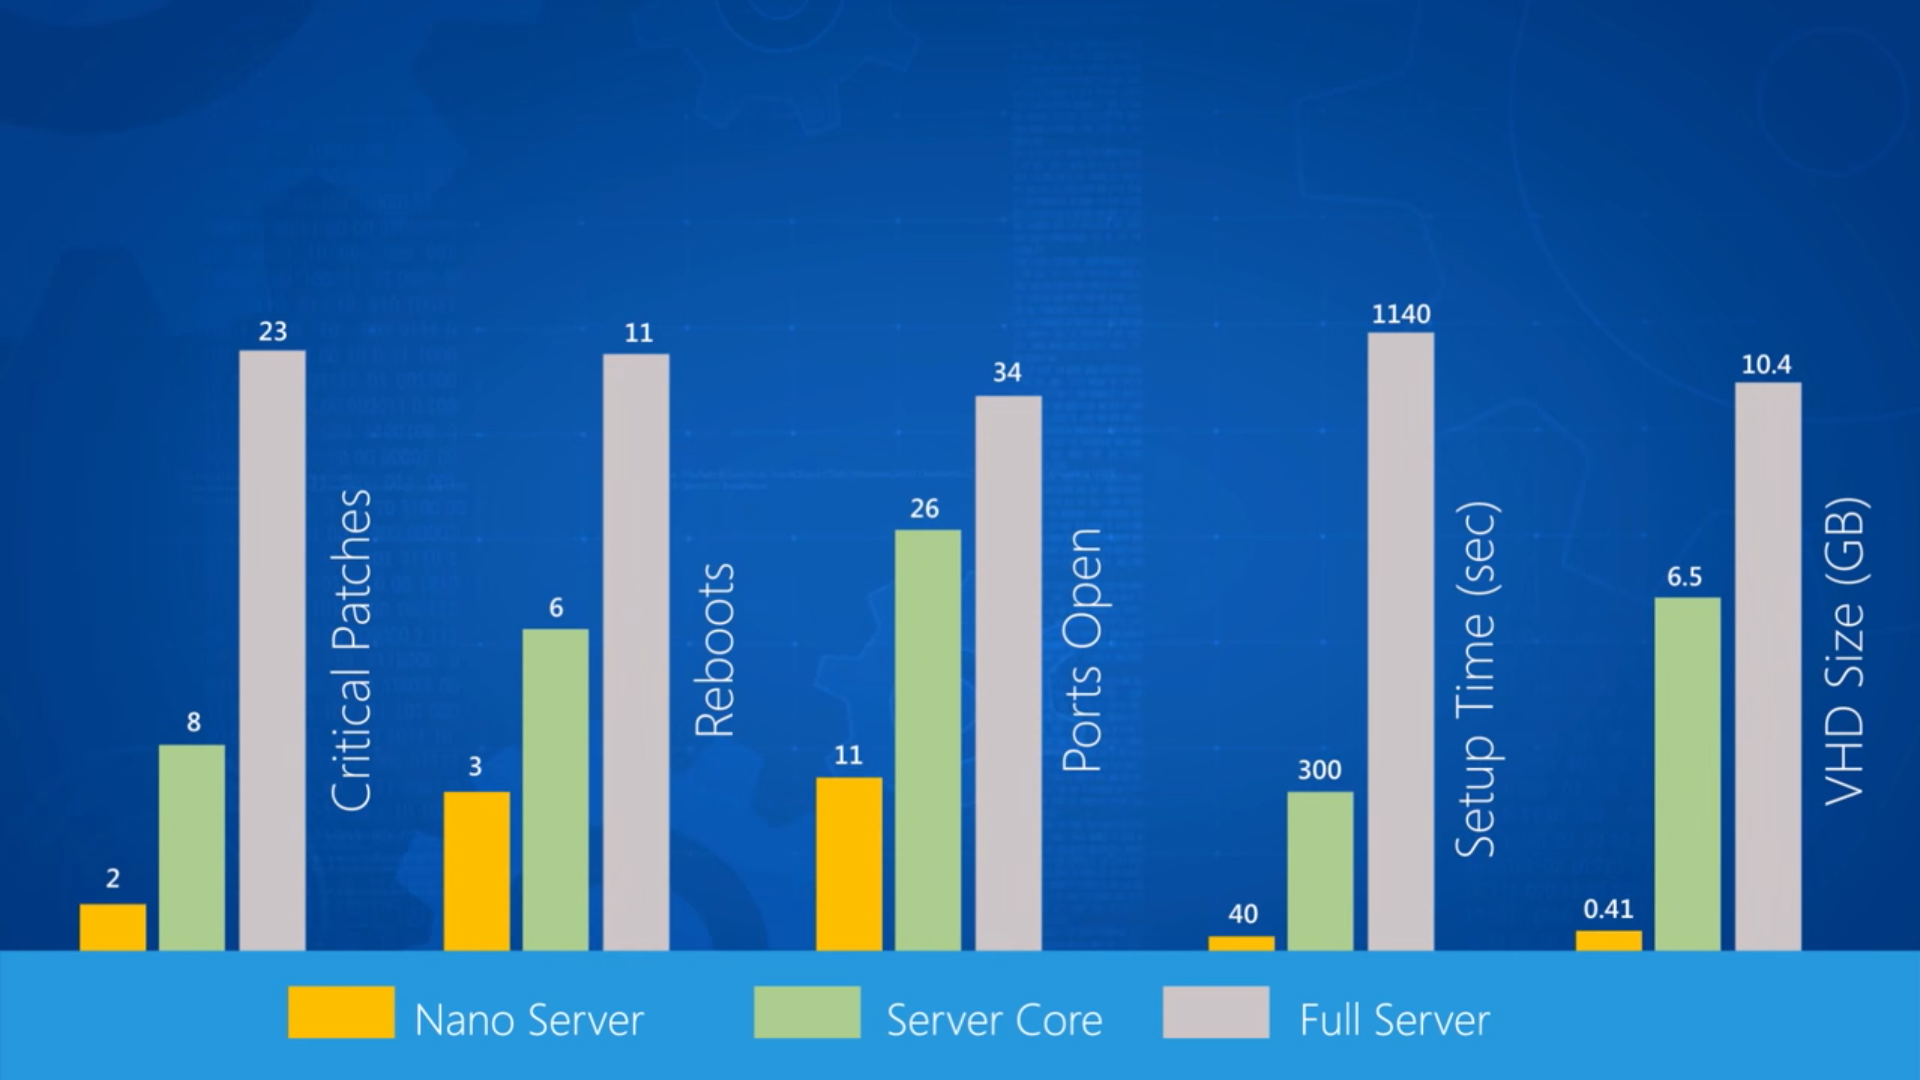 2
8
23
Critical Patches
3
6
11
Reboots
11
26
34
Ports Open
40
300
1140
Setup Time (sec)
0.41
6.5
10.4
VHD Size (GB)
Nano Server
Server Core
Full Server